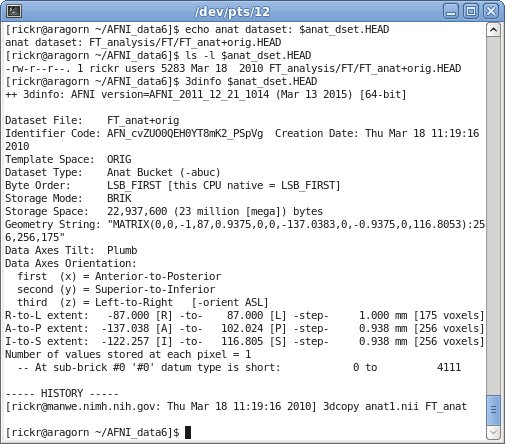 /dev/pts/12
[rickr@aragorn ~/AFNI_data6]$ echo anat dataset: $anat_dset.HEAD
anat dataset: FT_analysis/FT/FT_anat+orig.HEAD
[rickr@aragorn ~/AFNI_data6]$ ls -l $anat_dset.HEAD
-rw-r--r--. 1 rickr users 5283 Mar 18  2010 FT_analysis/FT/FT_anat+orig.HEAD
[rickr@aragorn ~/AFNI_data6]$ 3dinfo $anat_dset.HEAD
++ 3dinfo: AFNI version=AFNI_2011_12_21_1014 (Mar 13 2015) [64-bit]

Dataset File:    FT_anat+orig
Identifier Code: AFN_cvZUO0QEH0YT8mK2_PSpVg  Creation Date: Thu Mar 18 11:19:16
2010
Template Space:  ORIG
Dataset Type:    Anat Bucket (-abuc)
Byte Order:      LSB_FIRST [this CPU native = LSB_FIRST]
Storage Mode:    BRIK
Storage Space:   22,937,600 (23 million [mega]) bytes
Geometry String: "MATRIX(0,0,-1,87,0.9375,0,0,-137.0383,0,-0.9375,0,116.8053):25
6,256,175"
Data Axes Tilt:  Plumb
Data Axes Orientation:
  first  (x) = Anterior-to-Posterior
  second (y) = Superior-to-Inferior
  third  (z) = Left-to-Right   [-orient ASL]
R-to-L extent:   -87.000 [R] -to-    87.000 [L] -step-     1.000 mm [175 voxels]
A-to-P extent:  -137.038 [A] -to-   102.024 [P] -step-     0.938 mm [256 voxels]
I-to-S extent:  -122.257 [I] -to-   116.805 [S] -step-     0.938 mm [256 voxels]
Number of values stored at each pixel = 1
  -- At sub-brick #0 '#0' datum type is short:            0 to          4111

----- HISTORY -----
[rickr@manwe.nimh.nih.gov: Thu Mar 18 11:19:16 2010] 3dcopy anat1.nii FT_anat

[rickr@aragorn ~/AFNI_data6]$